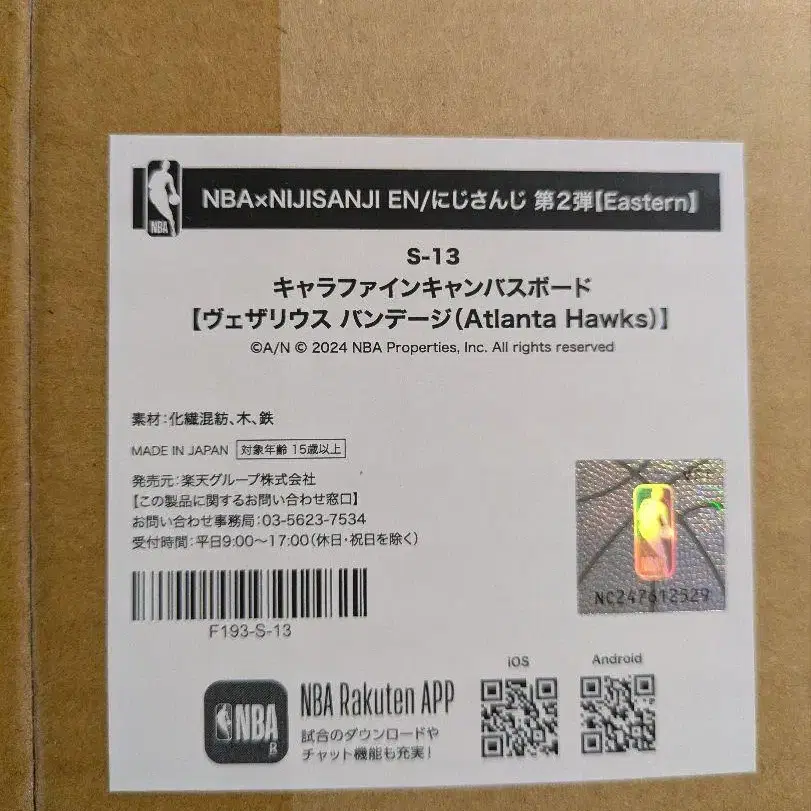 NBA
NBA×NIJISANJI EN/にじさんじ 第2弾【Eastern】
S-13
キャラファインキャンバスボード
【ヴェザリウス バンデージ(Atlanta Hawks)】
©A/N © 2024 NBA Properties, Inc. All rights reserved
素材:化繊混紡、木、鉄
MADE IN JAPAN 対象年齢 15歳以上
発売元:楽天グループ株式会社
【この製品に関するお問い合わせ窓口】
お問い合わせ事務局:03-5623-7534
受付時間:平日9:00〜17:00(休日・祝日を除く)
NBA
NC247612529
F193-S-13
NBA
R
NBA Rakuten APP
試合のダウンロードや
チャット機能も充実!
iOS
Android